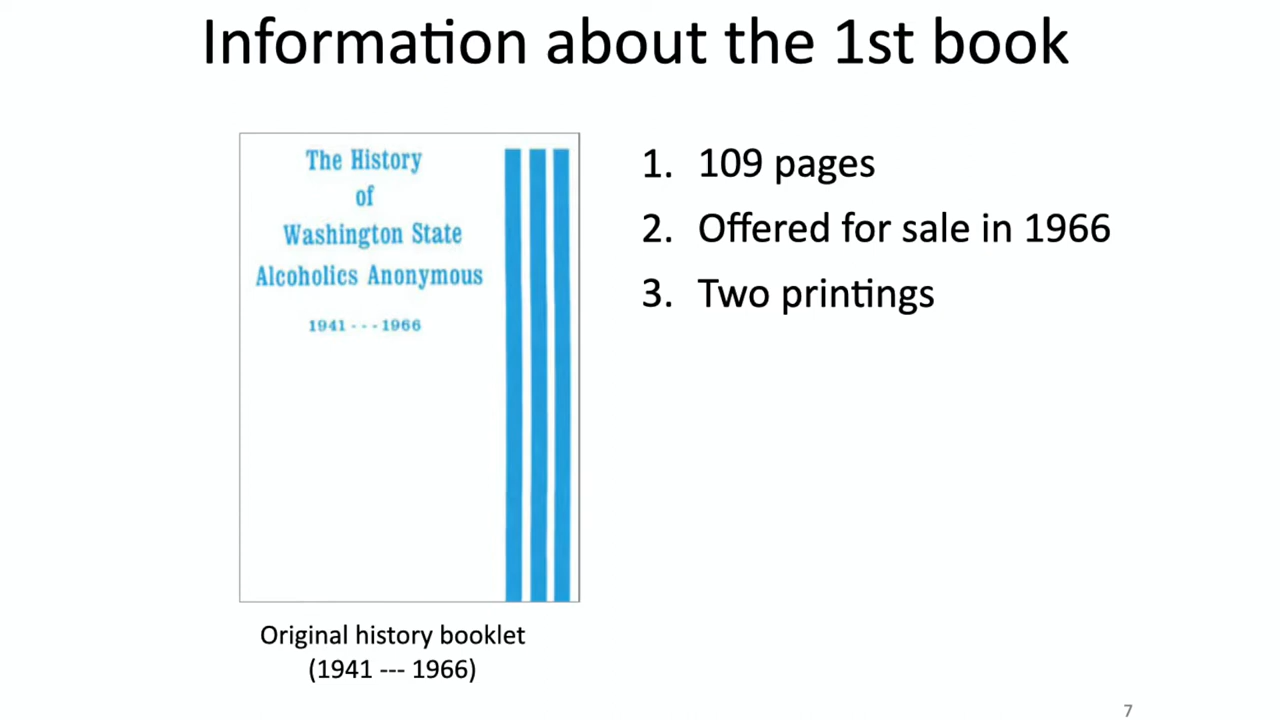 Information about the 1st book
The History
of
Washington State
Alcoholics Anonymous
1941 - - - 1966
Original history booklet
(1941 --- 1966)
1. 109 pages
2. Offered for sale in 1966
3. Two printings
7